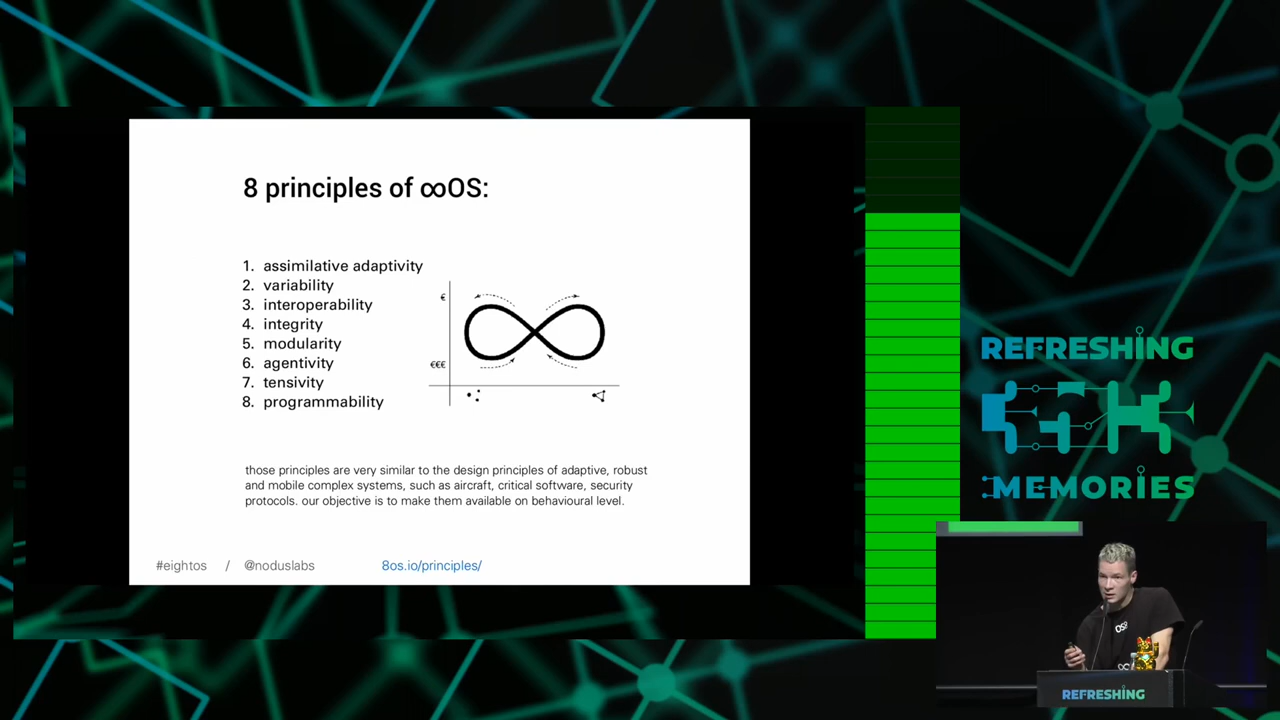 8 principles of ∞OS:
1. assimilative adaptivity
2. variability
3. interoperability
4. integrity
5. modularity
6. agentivity
7. tensivity
8. programmability
€
€€€
those principles are very similar to the design principles of adaptive, robust
and mobile complex systems, such as aircraft, critical software, security
protocols. our objective is to make them available on behavioural level.
#eightos / @noduslabs 8os.io/principles/
REFRESHING
MEMORIES
REFRESHING